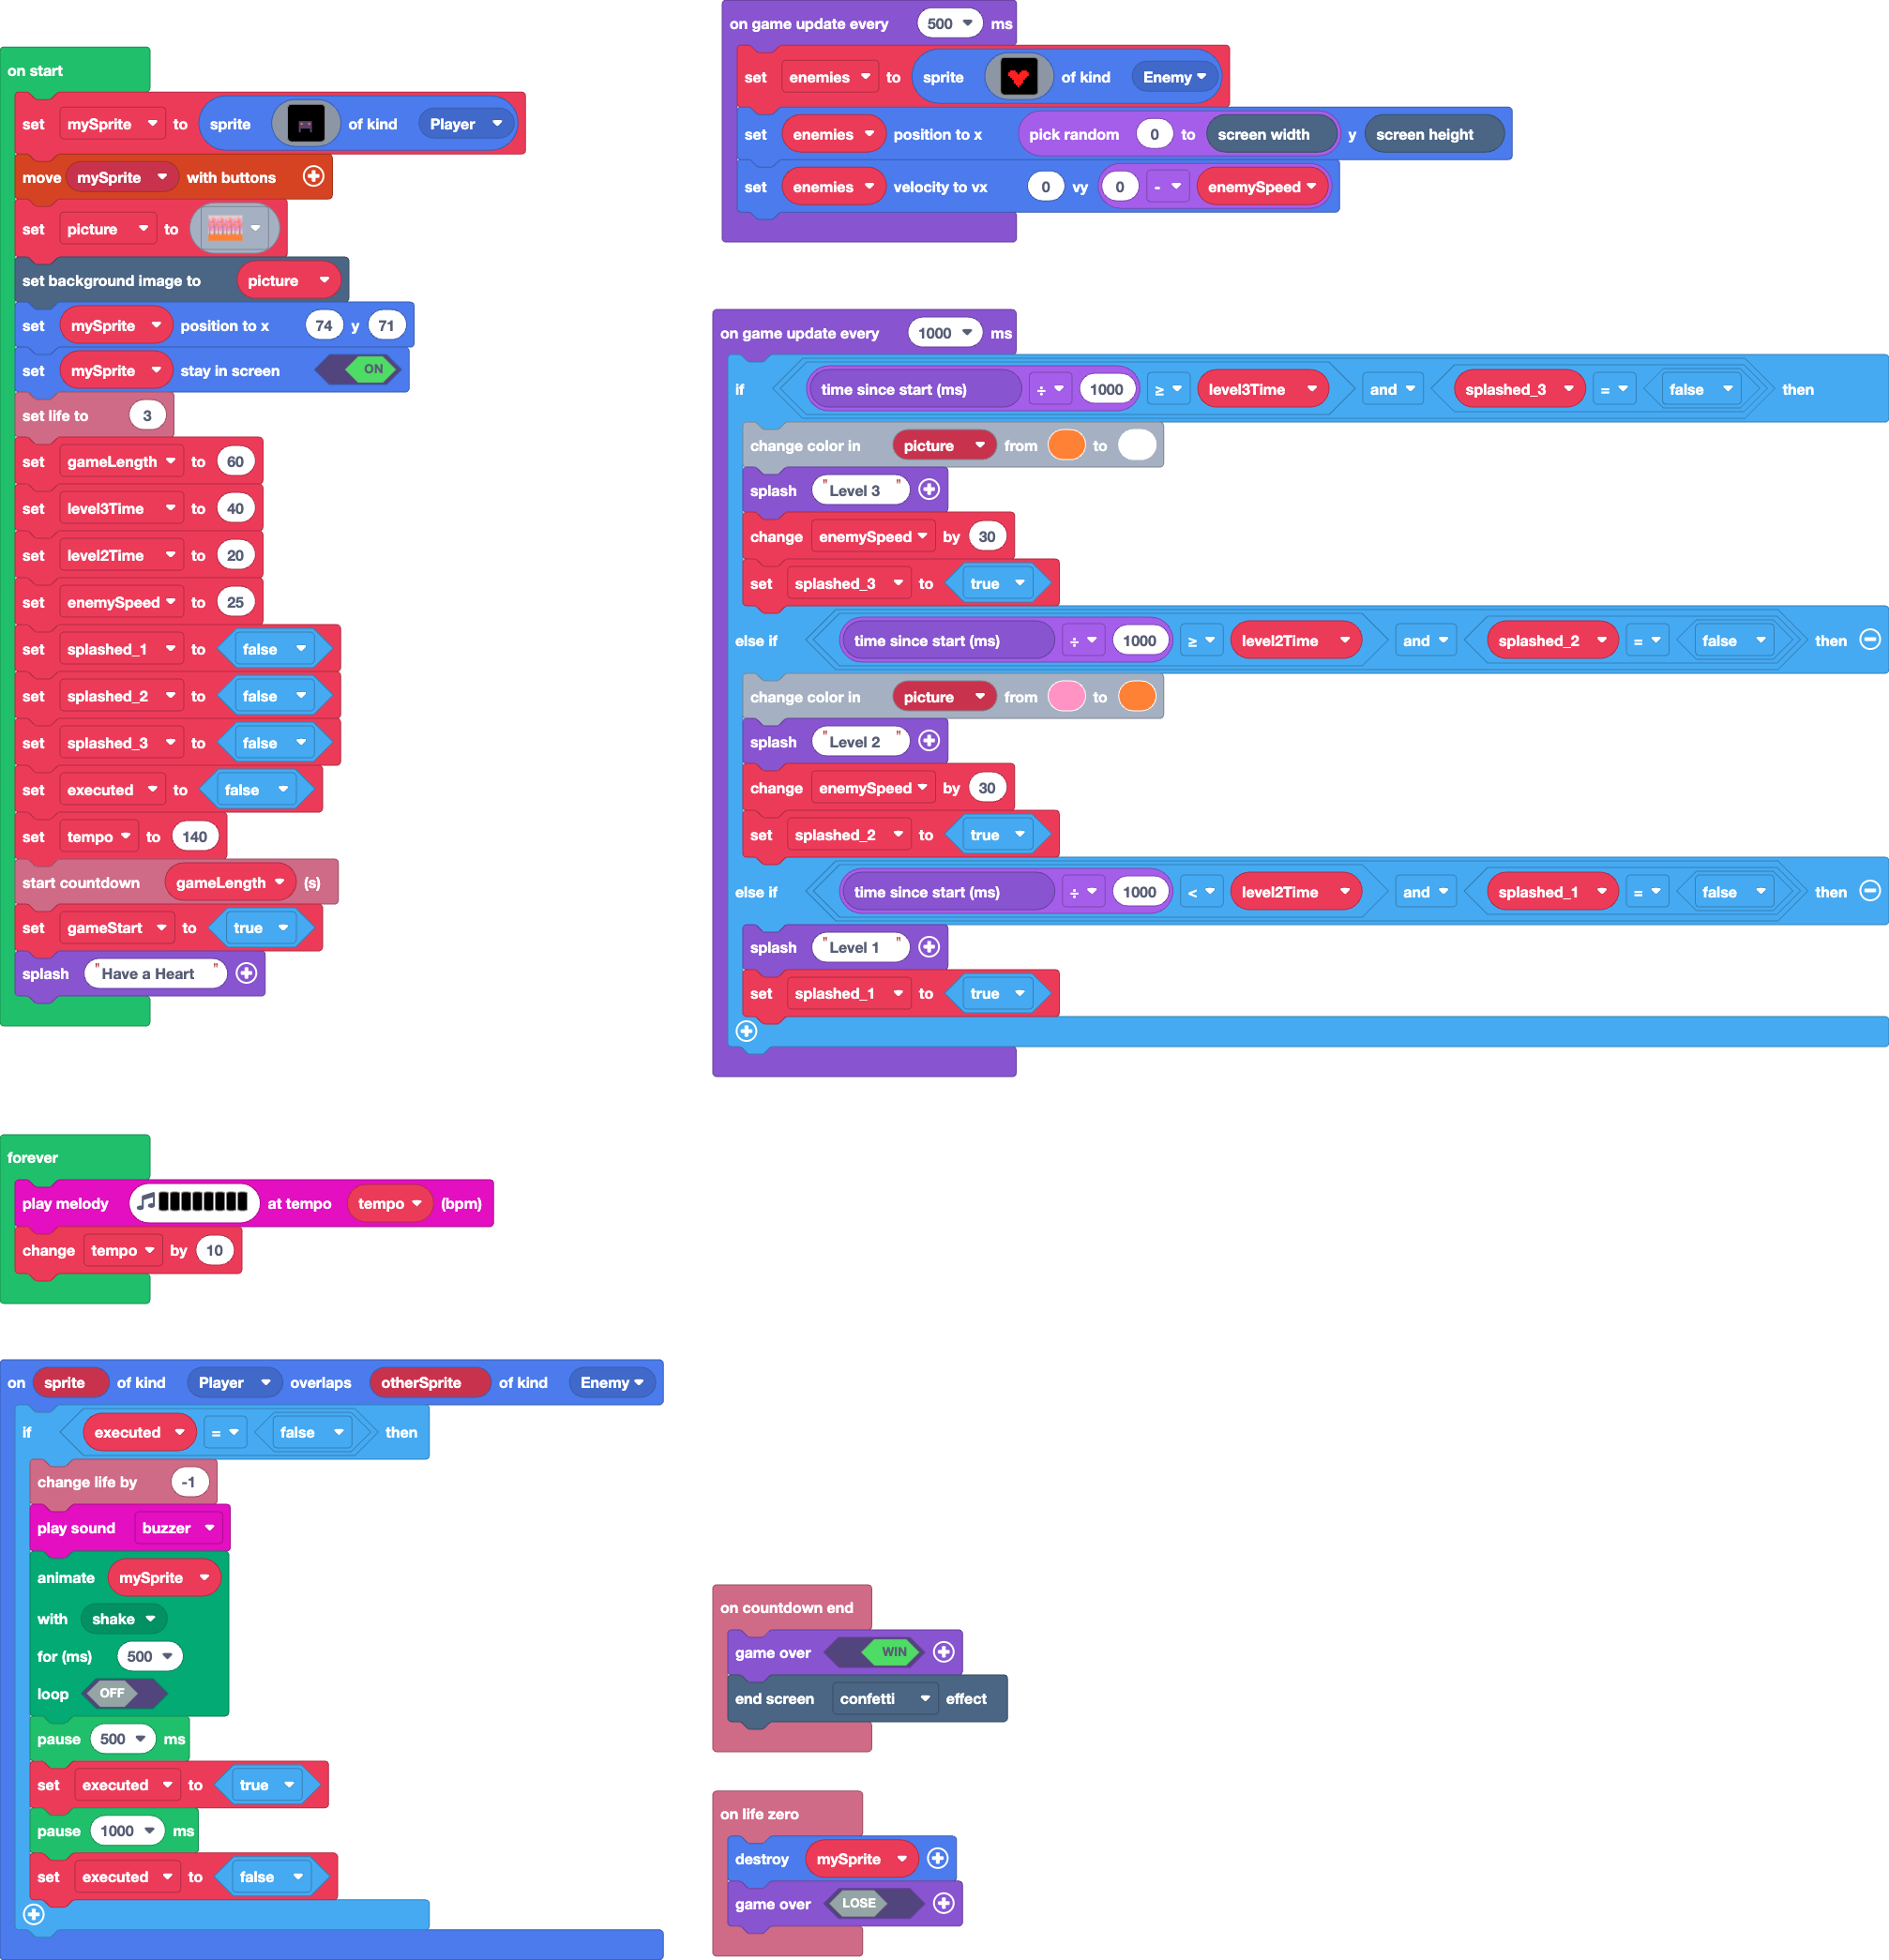 on start
set mySprite to sprite of kind Player
move mySprite with buttons
set picture to
set background image to picture
set mySprite position to x 74 y 71
set mySprite stay in screen ON
set life to 3
set gameLength to 60
set level3Time to 40
set level2Time to 20
set enemySpeed to 25
set splashed_1 to false
set splashed_2 to false
set splashed_3 to false
set executed to false
set tempo to 140
start countdown gameLength (s)
set gameStart to true
splash "Have a Heart"
forever
play melody at tempo tempo (bpm)
change tempo by 10
on sprite of kind Player overlaps otherSprite of kind Enemy
if executed = false then
change life by -1
play sound buzzer
animate mySprite
with shake
for (ms) 500
loop OFF
pause 500 ms
set executed to true
pause 1000 ms
set executed to false
on game update every 500 ms
set enemies to sprite of kind Enemy
set enemies position to x pick random 0 to screen width y screen height
set enemies velocity to vx 0 vy 0 - enemySpeed
on game update every 1000 ms
if time since start (ms) ÷ 1000 ≥ level3Time and splashed_3 = false then
change color in picture from to
splash "Level 3"
change enemySpeed by 30
set splashed_3 to true
else if time since start (ms) ÷ 1000 ≥ level2Time and splashed_2 = false then
change color in picture from to
splash "Level 2"
change enemySpeed by 30
set splashed_2 to true
else if time since start (ms) ÷ 1000 < level2Time and splashed_1 = false then
splash "Level 1"
set splashed_1 to true
on countdown end
game over WIN
end screen confetti effect
on life zero
destroy mySprite
game over LOSE